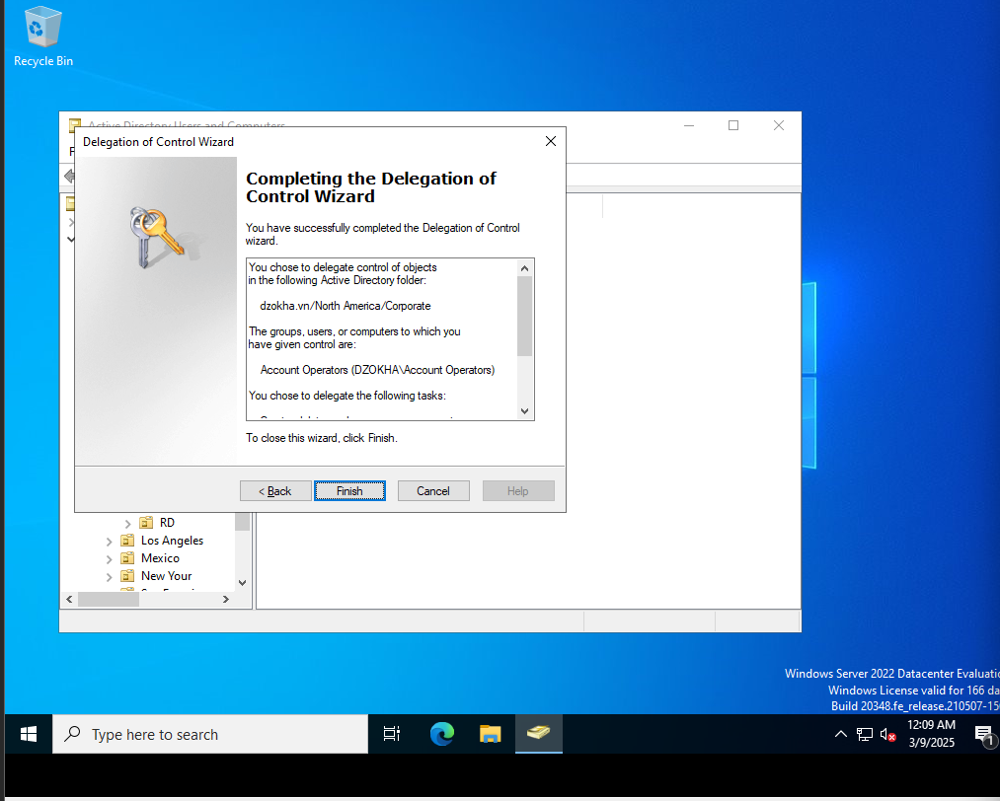 Recycle Bin
Active Directory Users and Computers
Delegation of Control Wizard
F
Completing the Delegation of
Control Wizard
You have successfully completed the Delegation of Control
wizard.
You chose to delegate control of objects
in the following Active Directory folder:
dzokha.vn/North America/Corporate
The groups, users, or computers to which you
have given control are:
Account Operators (DZOKHA\Account Operators)
You chose to delegate the following tasks:
To close this wizard, click Finish.
< Back
Finish
Cancel
Help
RD
Los Angeles
Mexico
New Your
Windows Server 2022 Datacenter Evaluatio
Windows License valid for 166 da
Build 20348.fe_release.210507-15
Type here to search
12:09 AM
3/9/2025
1